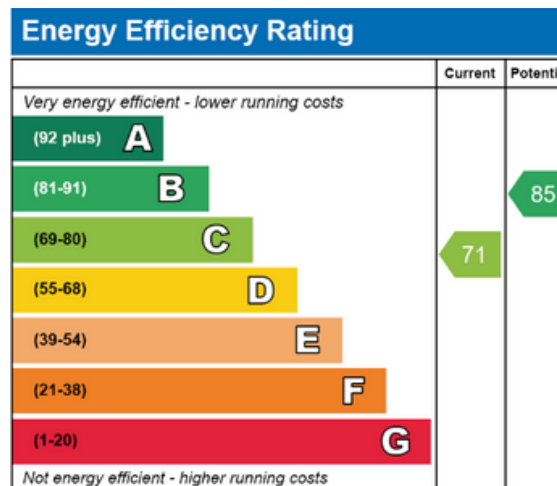 Energy Efficiency Rating
Current Potenti
Very energy efficient - lower running costs
(92 plus) A
(81-91) B
85
(69-80) C
71
(55-68) D
(39-54) E
(21-38) F
(1-20) G
Not energy efficient - higher running costs